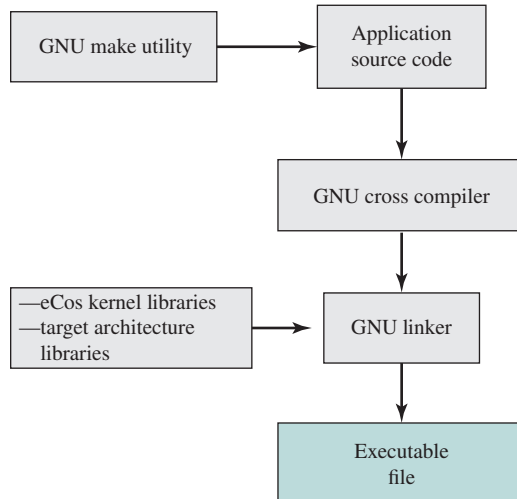 GNU make utility
Application
source code
GNU cross compiler
—eCos kernel libraries
—target architecture
libraries
GNU linker
Executable
file